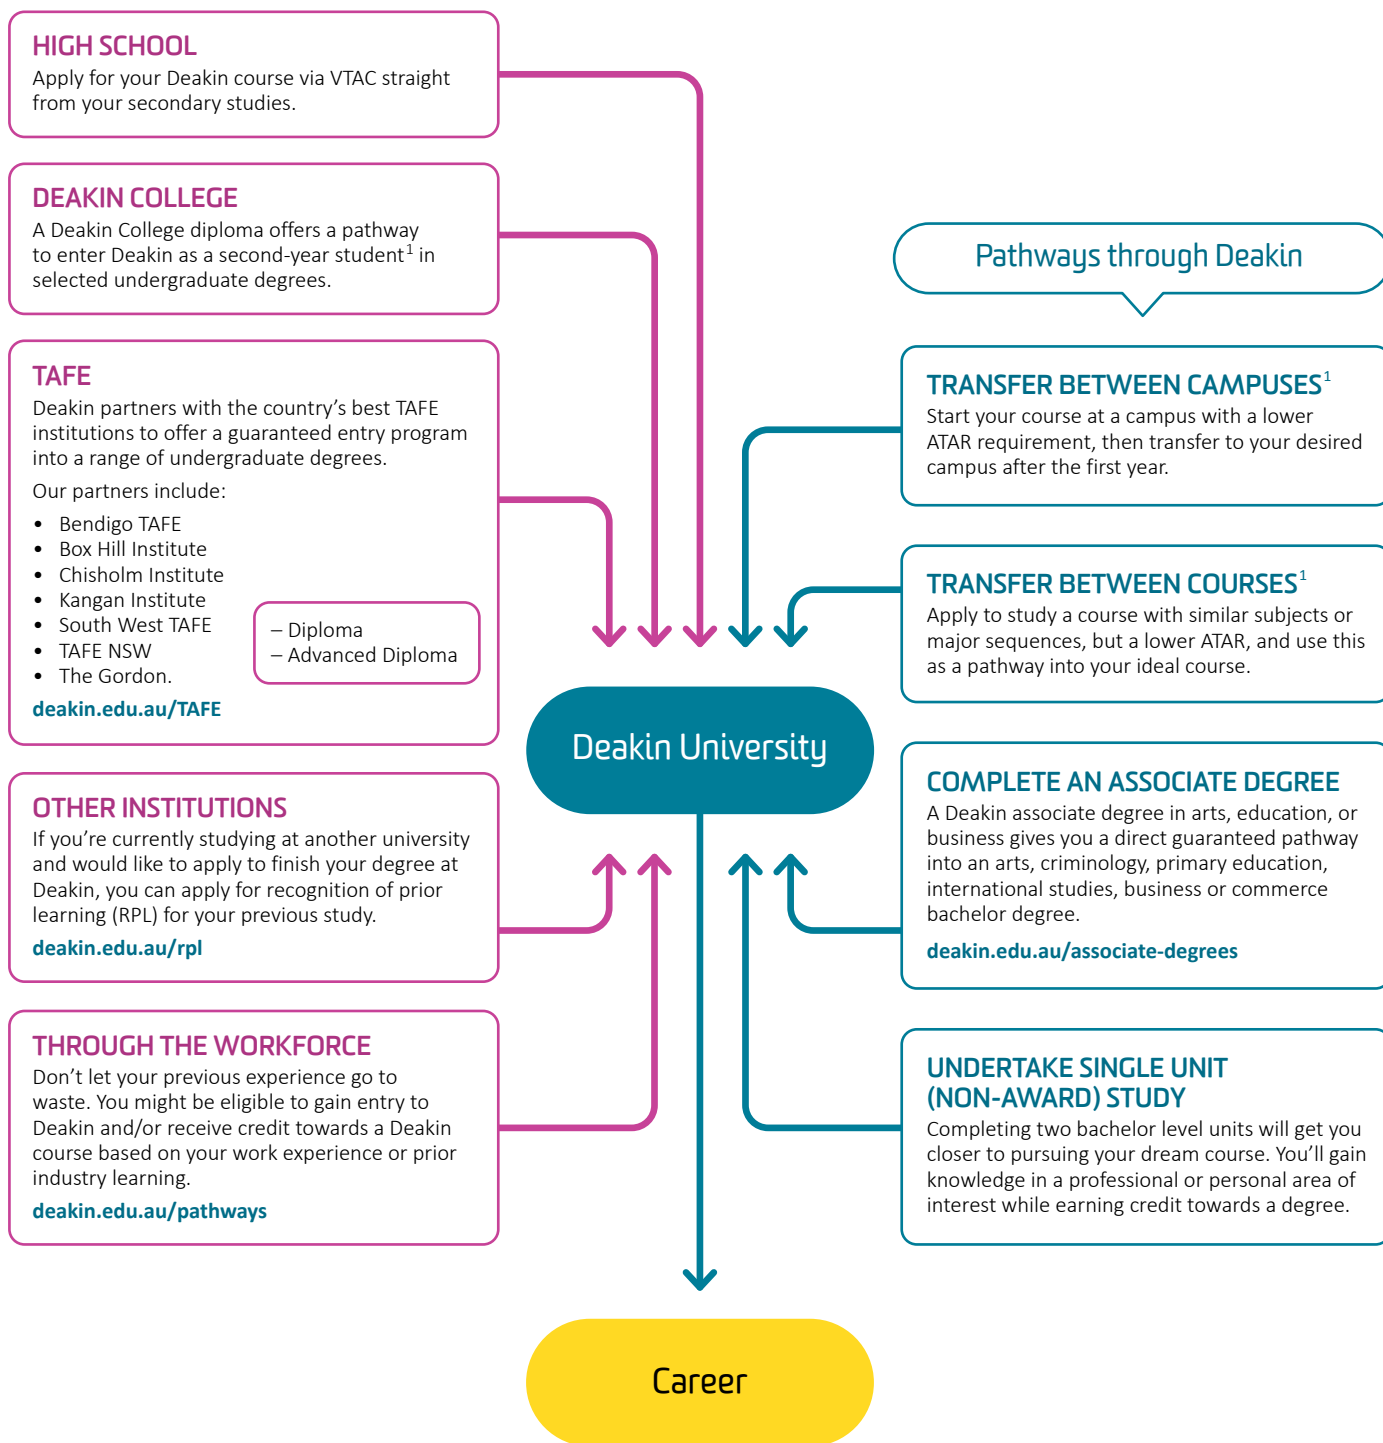 HIGH SCHOOL
Apply for your Deakin course via VTAC straight
from your secondary studies.
DEAKIN COLLEGE
A Deakin College diploma offers a pathway
to enter Deakin as a second-year student¹ in
selected undergraduate degrees.
TAFE
Deakin partners with the country’s best TAFE
institutions to offer a guaranteed entry program
into a range of undergraduate degrees.
Our partners include:
• Bendigo TAFE
• Box Hill Institute
• Chisholm Institute
• Kangan Institute
• South West TAFE
• TAFE NSW
• The Gordon.
– Diploma
– Advanced Diploma
deakin.edu.au/TAFE
OTHER INSTITUTIONS
If you’re currently studying at another university
and would like to apply to finish your degree at
Deakin, you can apply for recognition of prior
learning (RPL) for your previous study.
deakin.edu.au/rpl
THROUGH THE WORKFORCE
Don’t let your previous experience go to
waste. You might be eligible to gain entry to
Deakin and/or receive credit towards a Deakin
course based on your work experience or prior
industry learning.
deakin.edu.au/pathways
Deakin University
Career
Pathways through Deakin
TRANSFER BETWEEN CAMPUSES¹
Start your course at a campus with a lower
ATAR requirement, then transfer to your desired
campus after the first year.
TRANSFER BETWEEN COURSES¹
Apply to study a course with similar subjects or
major sequences, but a lower ATAR, and use this
as a pathway into your ideal course.
COMPLETE AN ASSOCIATE DEGREE
A Deakin associate degree in arts, education, or
business gives you a direct guaranteed pathway
into an arts, criminology, primary education,
international studies, business or commerce
bachelor degree.
deakin.edu.au/associate-degrees
UNDERTAKE SINGLE UNIT
(NON-AWARD) STUDY
Completing two bachelor level units will get you
closer to pursuing your dream course. You’ll gain
knowledge in a professional or personal area of
interest while earning credit towards a degree.